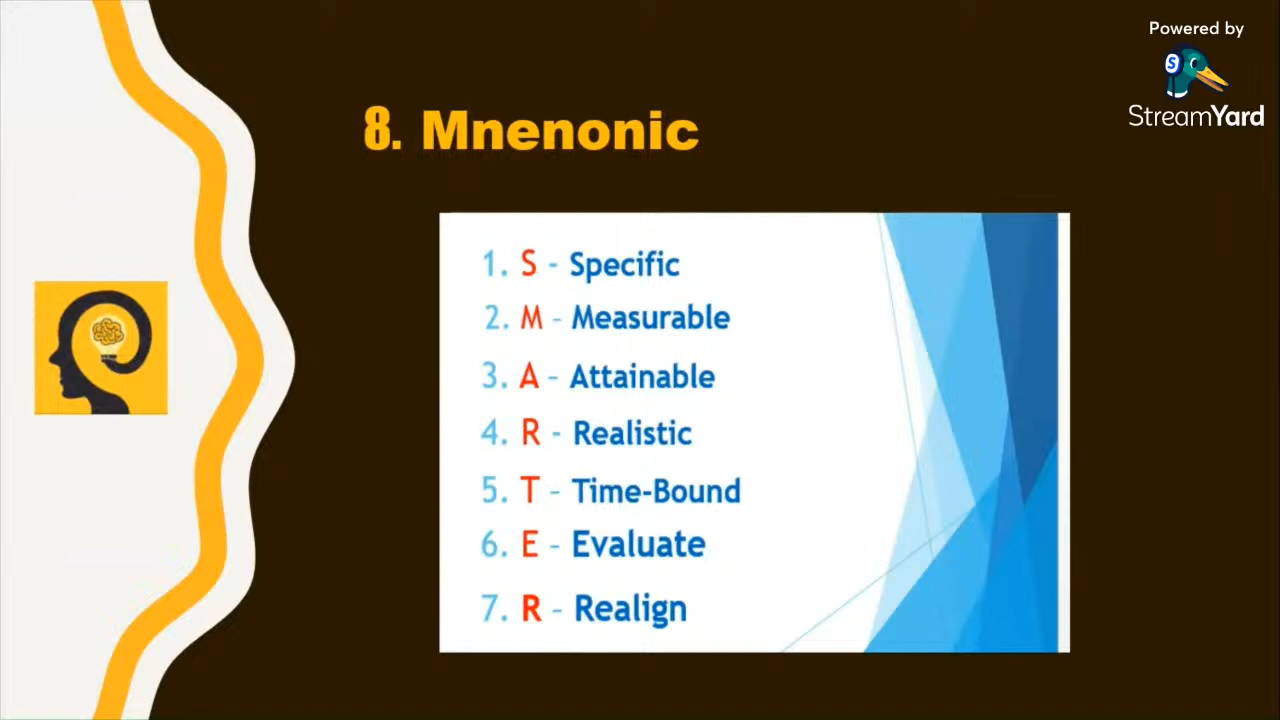 Powered by
StreamYard
8. Mnenonic
1. S - Specific
2. M - Measurable
3. A - Attainable
4. R - Realistic
5. T - Time-Bound
6. E - Evaluate
7. R - Realign